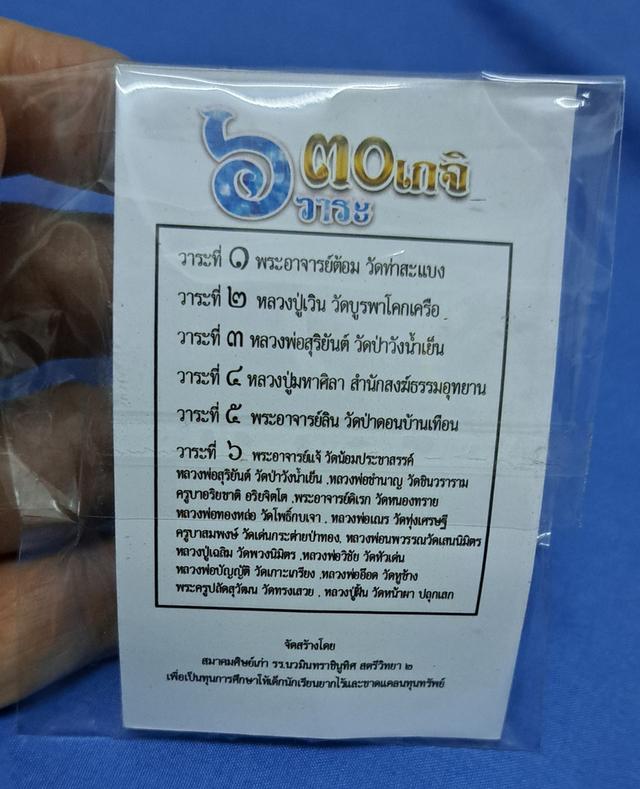 ๖ ๓๐เกจิ
วาระ
วาระที่ ๑ พระอาจารย์ต้อม วัดท่าสะแบง
วาระที่ ๒ หลวงปู่เวิน วัดบูรพาโคกเครือ
วาระที่ ๓ หลวงพ่อสุริยันต์ วัดป่าวังน้ำเย็น
วาระที่ ๔ หลวงปู่มหาศิลา สำนักสงฆ์ธรรมอุทยาน
วาระที่ ๕ พระอาจารย์ลิน วัดป่าดอนบ้านเทือน
วาระที่ ๖ พระอาจารย์แจ้ วัดน้อมประชาสรรค์
หลวงพ่อสุริยันต์ วัดป่าวังน้ำเย็น ,หลวงพ่อชำนาญ วัดชินวราราม
ครูบาอริยชาติ อริยจิตโต ,พระอาจารย์ดิเรก วัดหนองทราย
หลวงพ่อทองหล่อ วัดโพธิ์กบเจา , หลวงพ่อเณร วัดทุ่งเศรษฐี
ครูบาสมพงษ์ วัดเด่นกระต่ายป่าทอง, หลวงพ่อนพวรรณวัดเสนนิมิตร
หลวงปู่เฉลิม วัดพวงนิมิตร ,หลวงพ่อวิชัย วัดหัวเด่น
หลวงพ่อบัญญัติ วัดเกาะเกรียง ,หลวงพ่ออ๊อด วัดหูช้าง
พระครูปลัดสุวัฒน วัดทรงเสวย , หลวงปู่ฝั้น วัดหน้าผา ปลุกเสก
จัดสร้างโดย
สมาคมศิษย์เก่า รร.นวมินทราชินูทิศ สตรีวิทยา ๒
เพื่อเป็นทุนการศึกษาให้เด็กนักเรียนยากไร้และขาดแคลนทุนทรัพย์